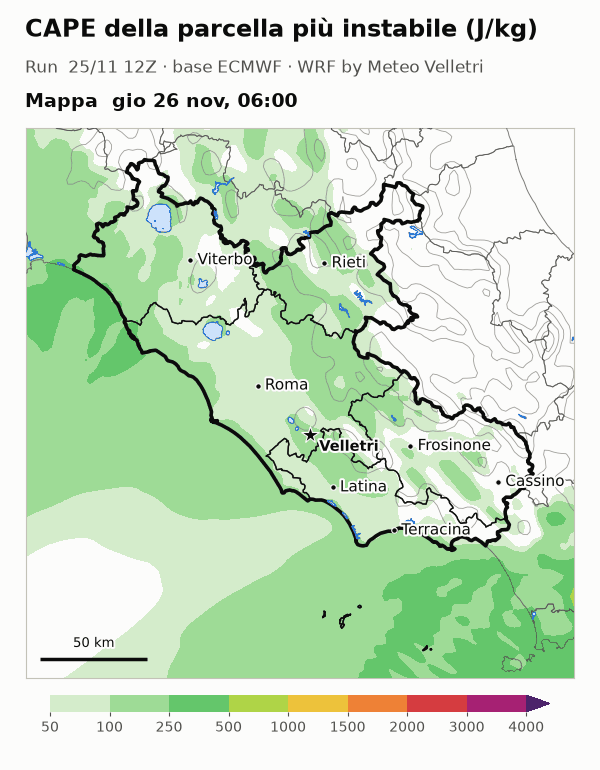 CAPE della parcella più instabile (J/kg)
Run  25/11 12Z · base ECMWF · WRF by Meteo Velletri
Mappa  gio 26 nov, 06:00
Viterbo
Rieti
Roma
Velletri
Frosinone
Latina
Cassino
Terracina
50 km
50 100 250 500 1000 1500 2000 3000 4000